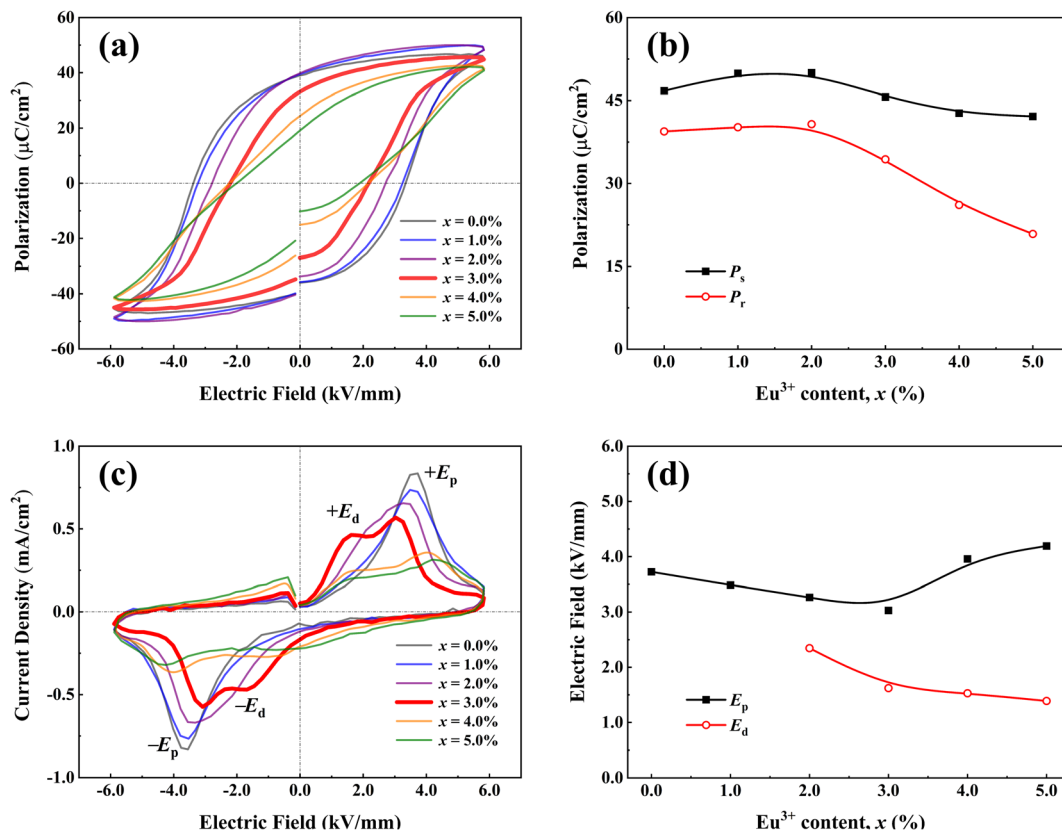 (a)
60
40
20
0
-20
-40
-60
Polarization (μC/cm²)
-6.0 -4.0 -2.0 0.0 2.0 4.0 6.0
Electric Field (kV/mm)
x = 0.0%
x = 1.0%
x = 2.0%
x = 3.0%
x = 4.0%
x = 5.0%
(b)
60
45
30
15
0
Polarization (μC/cm²)
Ps
Pr
0.0 1.0 2.0 3.0 4.0 5.0
Eu³⁺ content, x (%)
(c)
1.0
0.5
0.0
-0.5
-1.0
Current Density (mA/cm²)
+Ep
+Ed
–Ed
–Ep
x = 0.0%
x = 1.0%
x = 2.0%
x = 3.0%
x = 4.0%
x = 5.0%
-6.0 -4.0 -2.0 0.0 2.0 4.0 6.0
Electric Field (kV/mm)
(d)
6.0
5.0
4.0
3.0
2.0
1.0
0.0
Electric Field (kV/mm)
Ep
Ed
0.0 1.0 2.0 3.0 4.0 5.0
Eu³⁺ content, x (%)